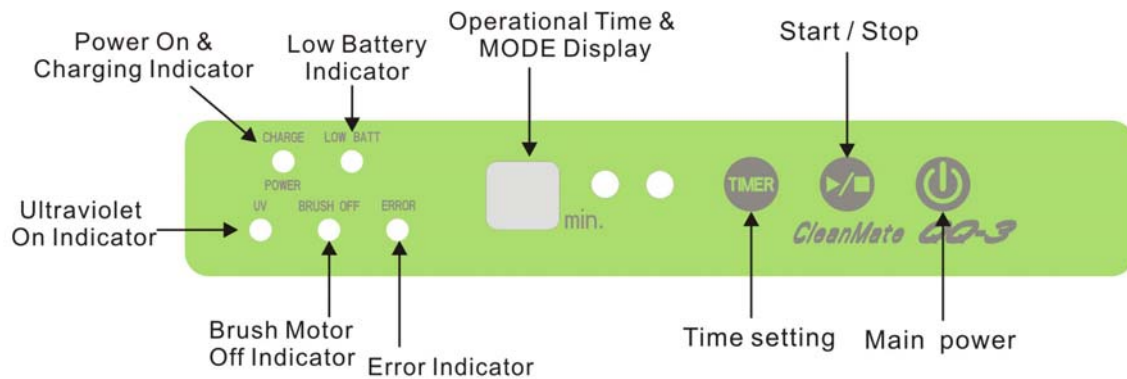 Operational Time &
MODE Display
Start / Stop
Power On &
Charging Indicator
Low Battery
Indicator
CHARGE
LOW BATT
POWER
UV
BRUSH OFF
ERROR
min.
TIMER
CleanMate QQ-3
Ultraviolet
On Indicator
Brush Motor
Off Indicator
Error Indicator
Time setting
Main power